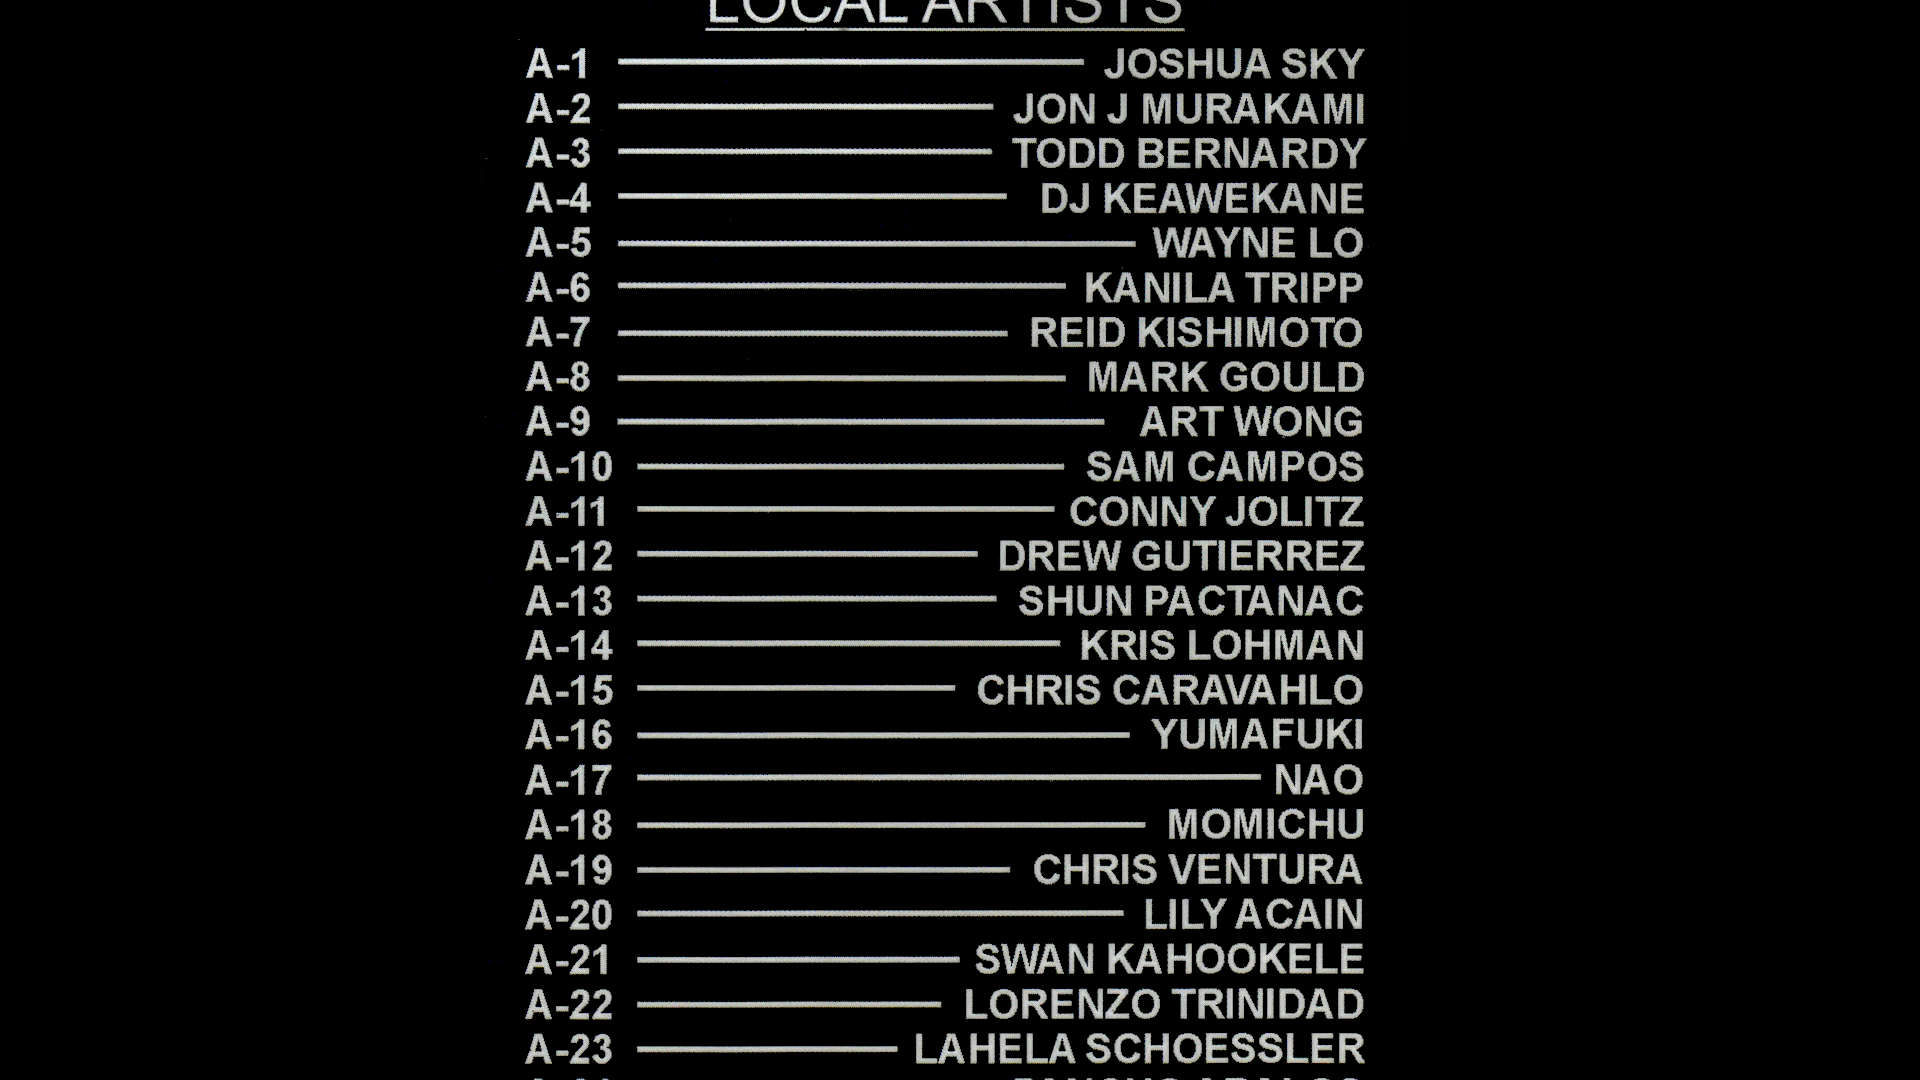 LOCAL ARTISTS
A-1 JOSHUA SKY
A-2 JON J MURAKAMI
A-3 TODD BERNARDY
A-4 DJ KEAWEKANE
A-5 WAYNE LO
A-6 KANILA TRIPP
A-7 REID KISHIMOTO
A-8 MARK GOULD
A-9 ART WONG
A-10 SAM CAMPOS
A-11 CONNY JOLITZ
A-12 DREW GUTIERREZ
A-13 SHUN PACTANAC
A-14 KRIS LOHMAN
A-15 CHRIS CARAVAHLO
A-16 YUMAFUKI
A-17 NAO
A-18 MOMICHU
A-19 CHRIS VENTURA
A-20 LILY ACAIN
A-21 SWAN KAHOOKELE
A-22 LORENZO TRINIDAD
A-23 LAHELA SCHOESSLER